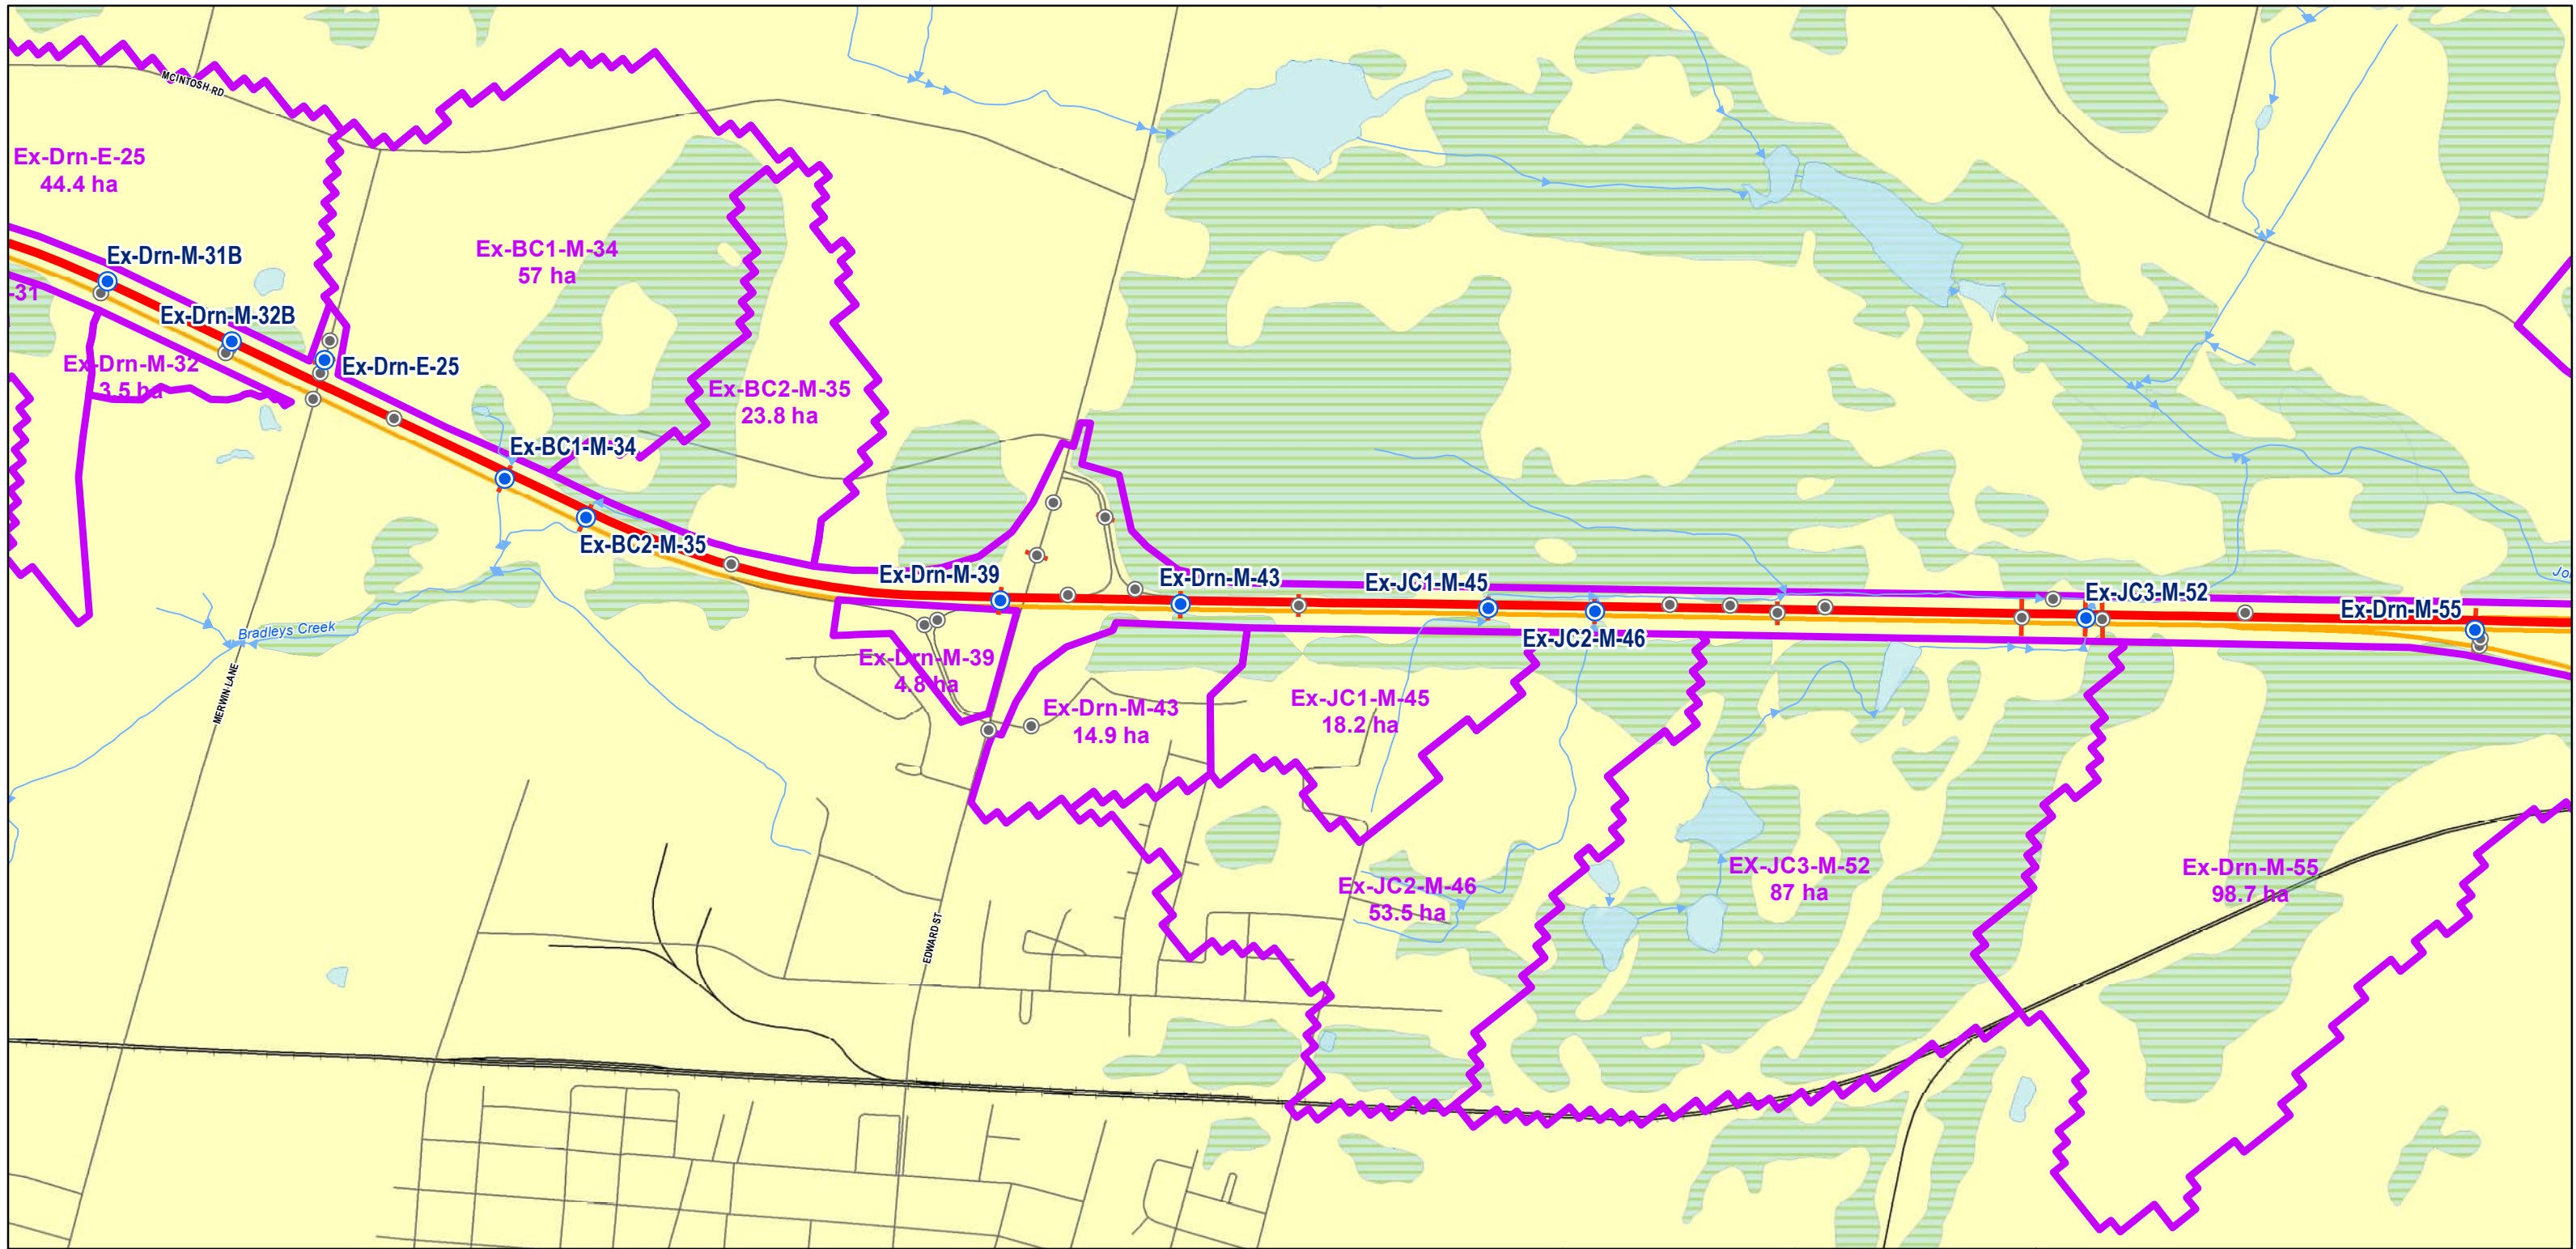 MCINTOSH RD
Ex-Drn-E-25
44.4 ha
Ex-Drn-M-31B
Ex-BC1-M-34
57 ha
-31
Ex-Drn-M-32B
Ex-Drn-M-32
3.5 ha
Ex-Drn-E-25
Ex-BC2-M-35
23.8 ha
Ex-BC1-M-34
Ex-BC2-M-35
Ex-Drn-M-39
Ex-Drn-M-43
Ex-JC1-M-45
Ex-JC3-M-52
Ex-Drn-M-55
Ex-JC2-M-46
Bradleys Creek
MERWIN LANE
Ex-Drn-M-39
4.8 ha
Ex-Drn-M-43
14.9 ha
Ex-JC1-M-45
18.2 ha
EX-JC3-M-52
87 ha
Ex-Drn-M-55
98.7 ha
Ex-JC2-M-46
53.5 ha
EDWARD ST